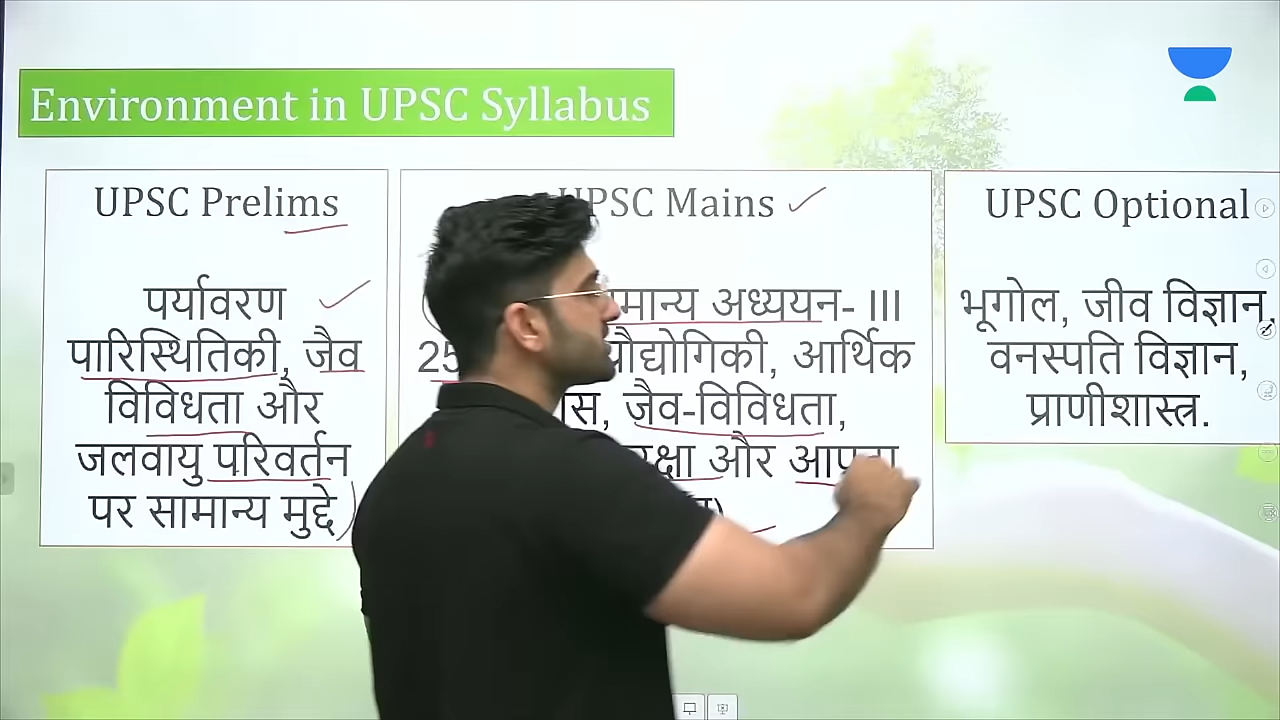 Environment in UPSC Syllabus
UPSC Prelims
पर्यावरण
पारिस्थितिकी, जैव
विविधता और
जलवायु परिवर्तन
पर सामान्य मुद्दे)
UPSC Mains
अध्ययन- III
आर्थिक
जैव-विविधता,
और
UPSC Optional
भूगोल, जीव विज्ञान,
वनस्पति विज्ञान,
प्राणीशास्त्र.